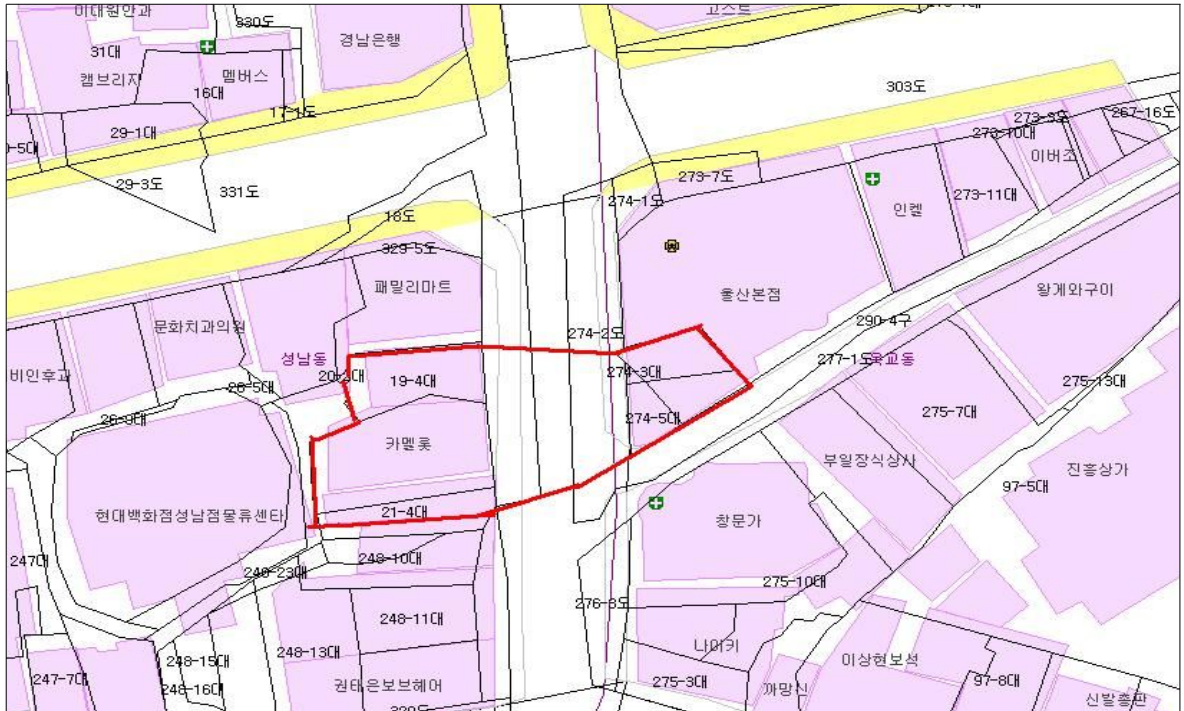 이대원안과
330도
고스트
31대
경남은행
캠브리지
멤버스
16대
303도
17-1도
273-9도
267-16도
29-1대
273-10대
이버조
29-3도
331도
273-7도
274-1도
인켈
273-11대
18도
329-5도
패밀리마트
울산본점
왕게와구이
문화치과의원
290-4구
274-2도
성남동
277-1도
옥교동
비인후과
19-4대
274-3대
275-13대
26-5대
26-9대
274-5대
275-7대
카멜롯
부일장식상사
진흥상가
97-5대
현대백화점성남점물류센타
21-4대
창문가
247대
248-10대
246-23대
275-10대
276-3도
248-11대
나이키
248-13대
248-15대
이상현보석
247-7대
248-16대
권태은보브헤어
275-3대
까망신
97-8대
신발총판